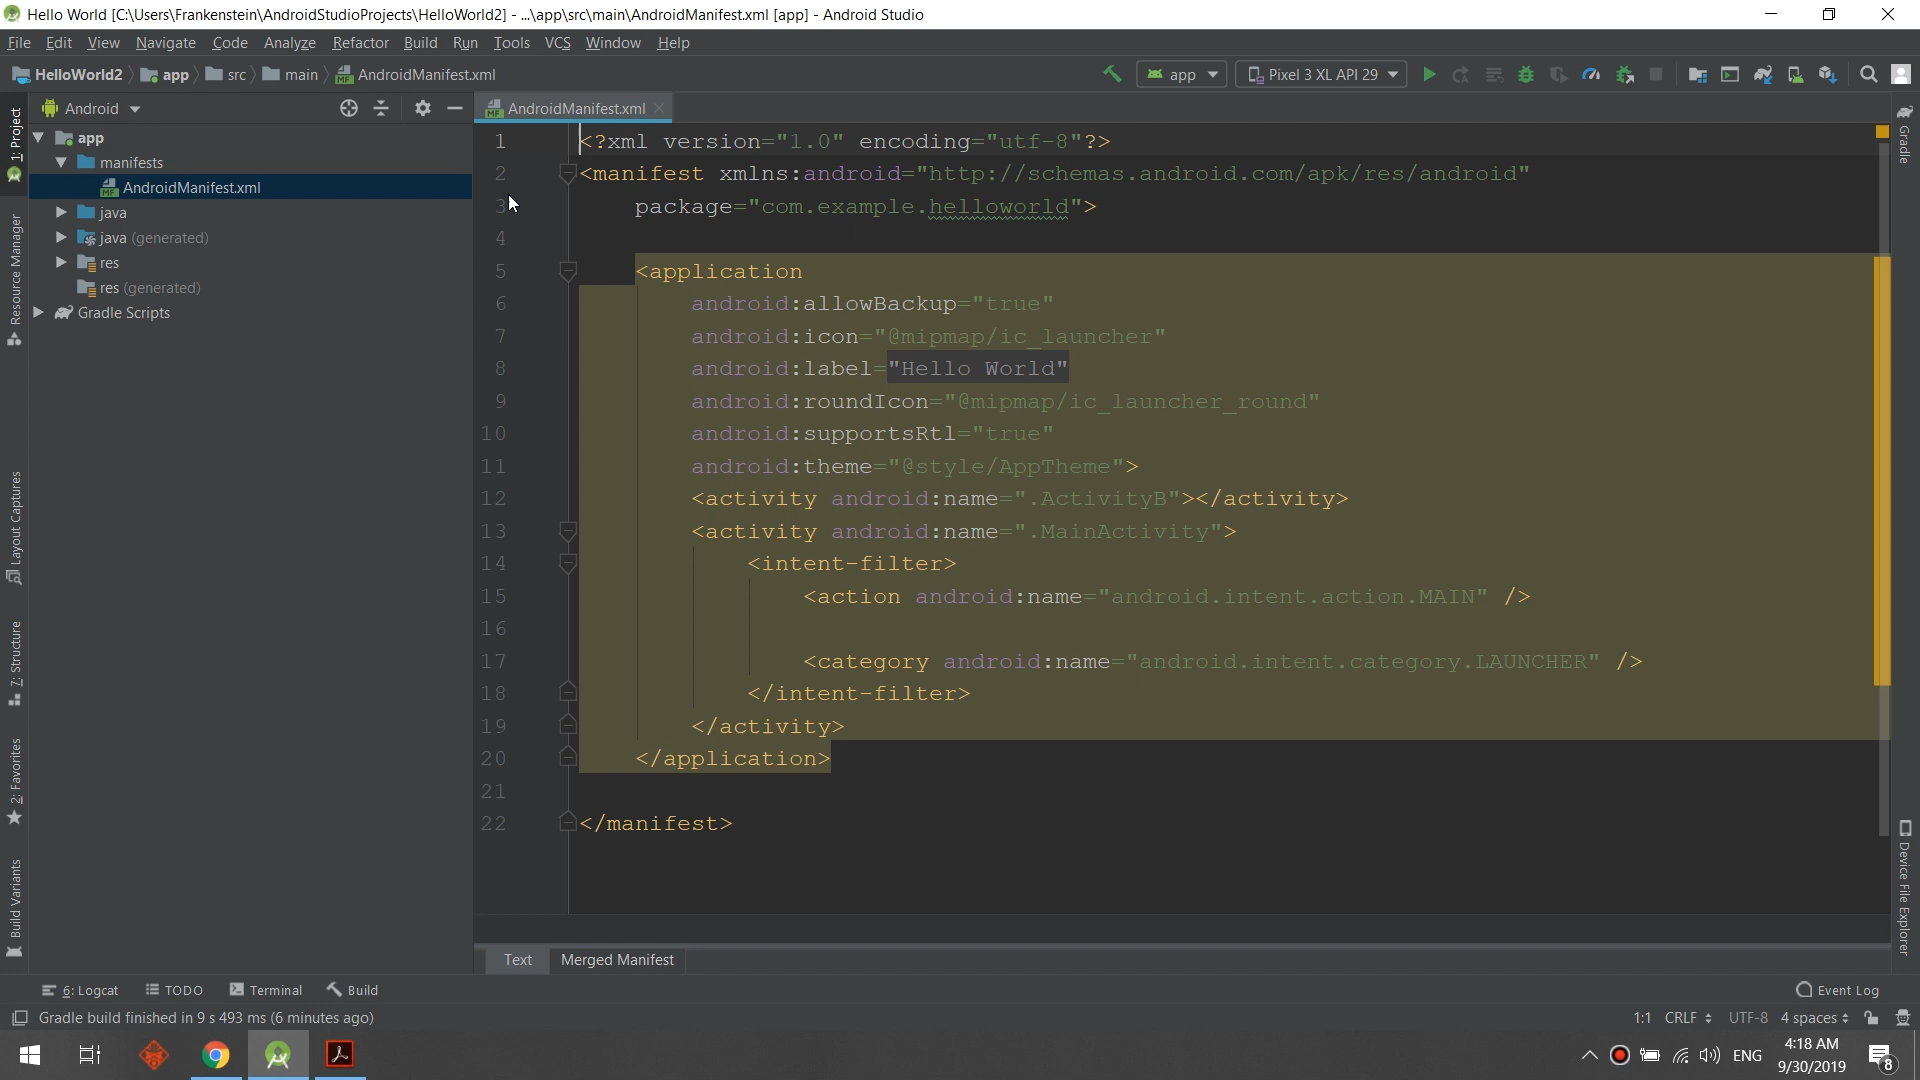 Hello World [C:\Users\Frankenstein\AndroidStudioProjects\HelloWorld2] - ...\app\src\main\AndroidManifest.xml [app] - Android Studio
File Edit View Navigate Code Analyze Refactor Build Run Tools VCS Window Help
HelloWorld2 app src main AndroidManifest.xml app Pixel 3 XL API 29
1: Project
Resource Manager
Layout Captures
7: Structure
2: Favorites
Build Variants
Android
app
manifests
AndroidManifest.xml
java
java (generated)
res
res (generated)
Gradle Scripts
AndroidManifest.xml
1 <?xml version="1.0" encoding="utf-8"?>
2 <manifest xmlns:android="http://schemas.android.com/apk/res/android"
3 package="com.example.helloworld">
4
5 <application
6 android:allowBackup="true"
7 android:icon="@mipmap/ic_launcher"
8 android:label="Hello World"
9 android:roundIcon="@mipmap/ic_launcher_round"
10 android:supportsRtl="true"
11 android:theme="@style/AppTheme">
12 <activity android:name=".ActivityB"></activity>
13 <activity android:name=".MainActivity">
14 <intent-filter>
15 <action android:name="android.intent.action.MAIN" />
16
17 <category android:name="android.intent.category.LAUNCHER" />
18 </intent-filter>
19 </activity>
20 </application>
21
22 </manifest>
Text Merged Manifest
Gradle
Device File Explorer
6: Logcat TODO Terminal Build Event Log
Gradle build finished in 9 s 493 ms (6 minutes ago) 1:1 CRLF UTF-8 4 spaces
ENG 4:18 AM
9/30/2019
8